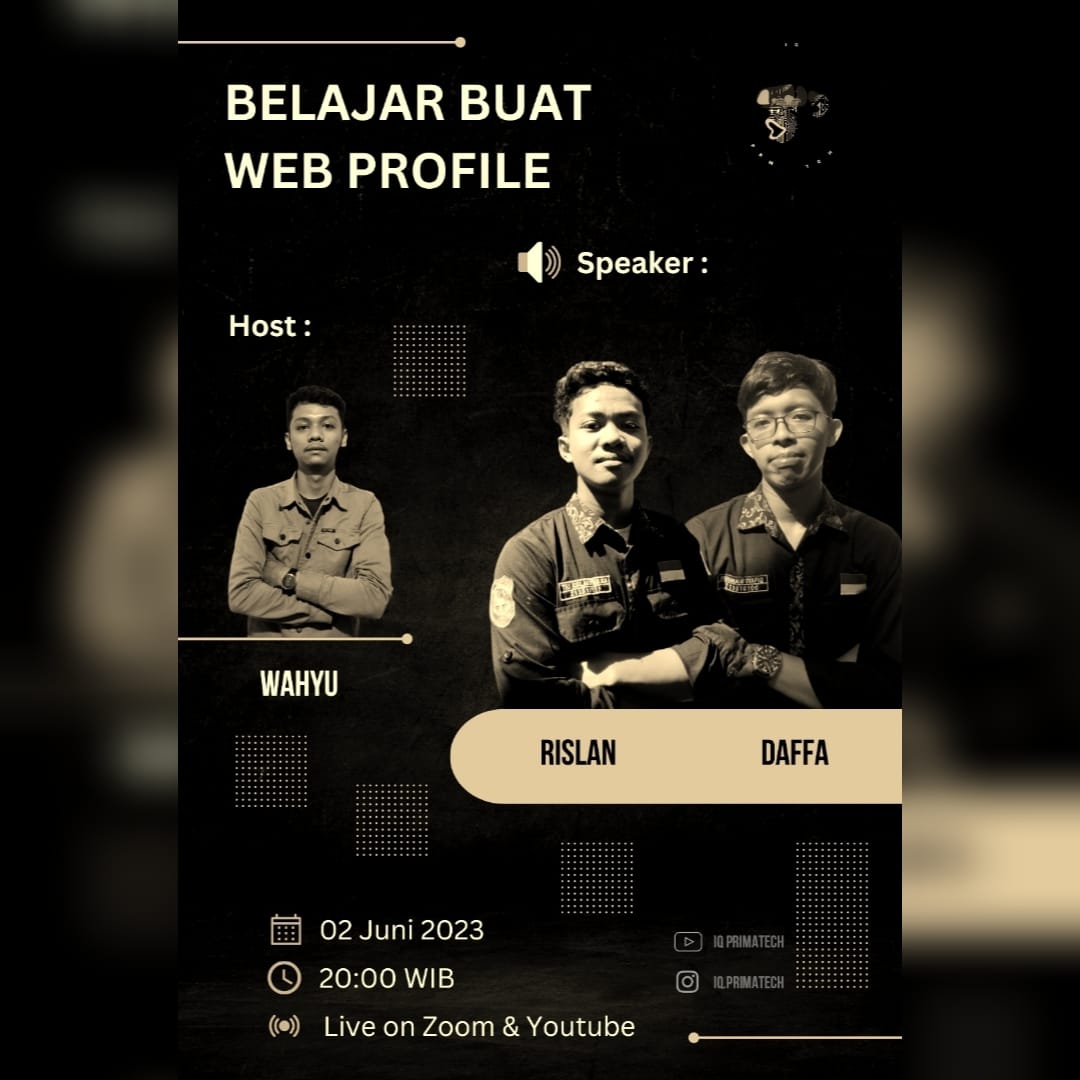 BELAJAR BUAT
WEB PROFILE
Speaker :
Host :
WAHYU
RISLAN
DAFFA
02 Juni 2023
20:00 WIB
Live on Zoom & Youtube
IQ PRIMATECH
IQ.PRIMATECH